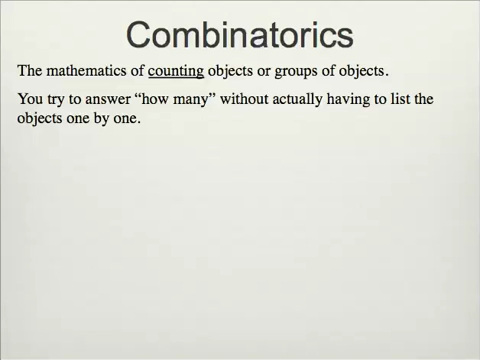 Combinatorics
The mathematics of counting objects or groups of objects.
You try to answer “how many” without actually having to list the
objects one by one.